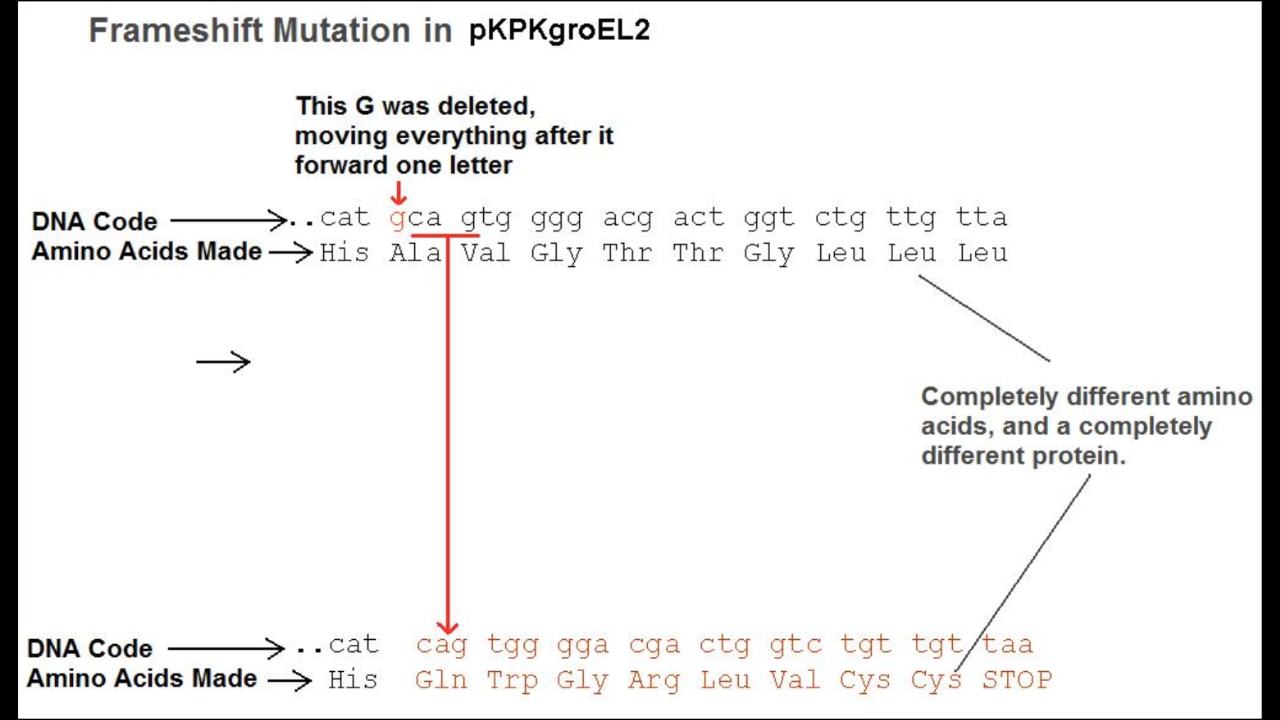 Frameshift Mutation in pKPKgroEL2
This G was deleted,
moving everything after it
forward one letter
DNA Code ..cat gca gtg ggg acg act ggt ctg ttg tta
Amino Acids Made His Ala Val Gly Thr Thr Gly Leu Leu Leu
Completely different amino
acids, and a completely
different protein.
DNA Code ..cat cag tgg gga cga ctg gtc tgt tgt taa
Amino Acids Made His Gln Trp Gly Arg Leu Val Cys Cys STOP